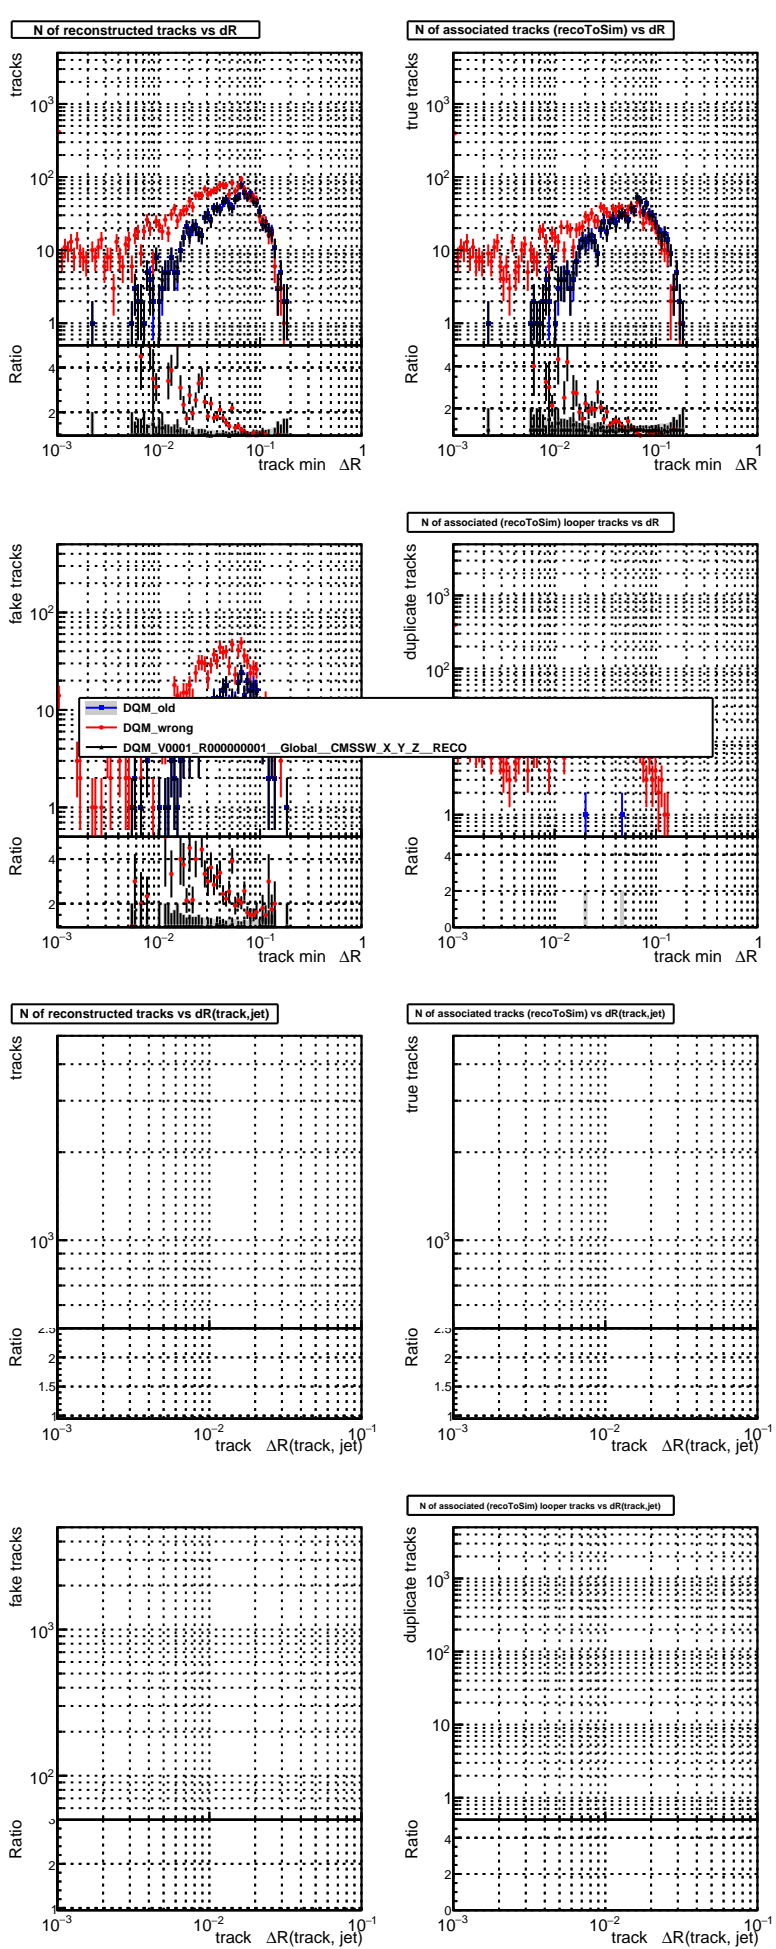 N of reconstructed tracks vs dR
N of associated tracks (recoToSim) vs dR
tracks
10³
10²
10
1
Ratio
4
2
10⁻³ 10⁻² 10⁻¹ 1
track min ΔR
true tracks
10³
10²
10
1
Ratio
4
2
10⁻³ 10⁻² 10⁻¹ 1
track min ΔR
N of associated (recoToSim) looper tracks vs dR
fake tracks
10²
10
1
Ratio
4
2
10⁻³ 10⁻² 10⁻¹ 1
track min ΔR
duplicate tracks
10³
10²
1
Ratio
4
2
0
10⁻³ 10⁻² 10⁻¹ 1
track min ΔR
DQM_old
DQM_wrong
DQM_V0001_R000000001__Global__CMSSW_X_Y_Z__RECO
N of reconstructed tracks vs dR(track,jet)
N of associated tracks (recoToSim) vs dR(track,jet)
tracks
10³
Ratio
2.5
2
1.5
1
10⁻³ 10⁻² 10⁻¹
track ΔR(track, jet)
true tracks
10³
Ratio
2.5
2
1.5
1
10⁻³ 10⁻² 10⁻¹
track ΔR(track, jet)
N of associated (recoToSim) looper tracks vs dR(track,jet)
fake tracks
10³
10²
Ratio
3
2
1
10⁻³ 10⁻² 10⁻¹
track ΔR(track, jet)
duplicate tracks
10³
10²
10
1
Ratio
4
2
0
10⁻³ 10⁻² 10⁻¹
track ΔR(track, jet)